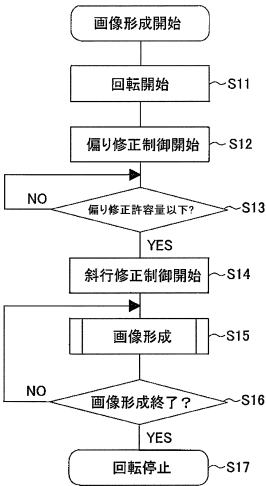 画像形成開始
回転開始
S11
偏り修正制御開始
S12
偏り修正許容量以下?
S13
NO
YES
斜行修正制御開始
S14
画像形成
S15
画像形成終了？
S16
NO
YES
回転停止
S17